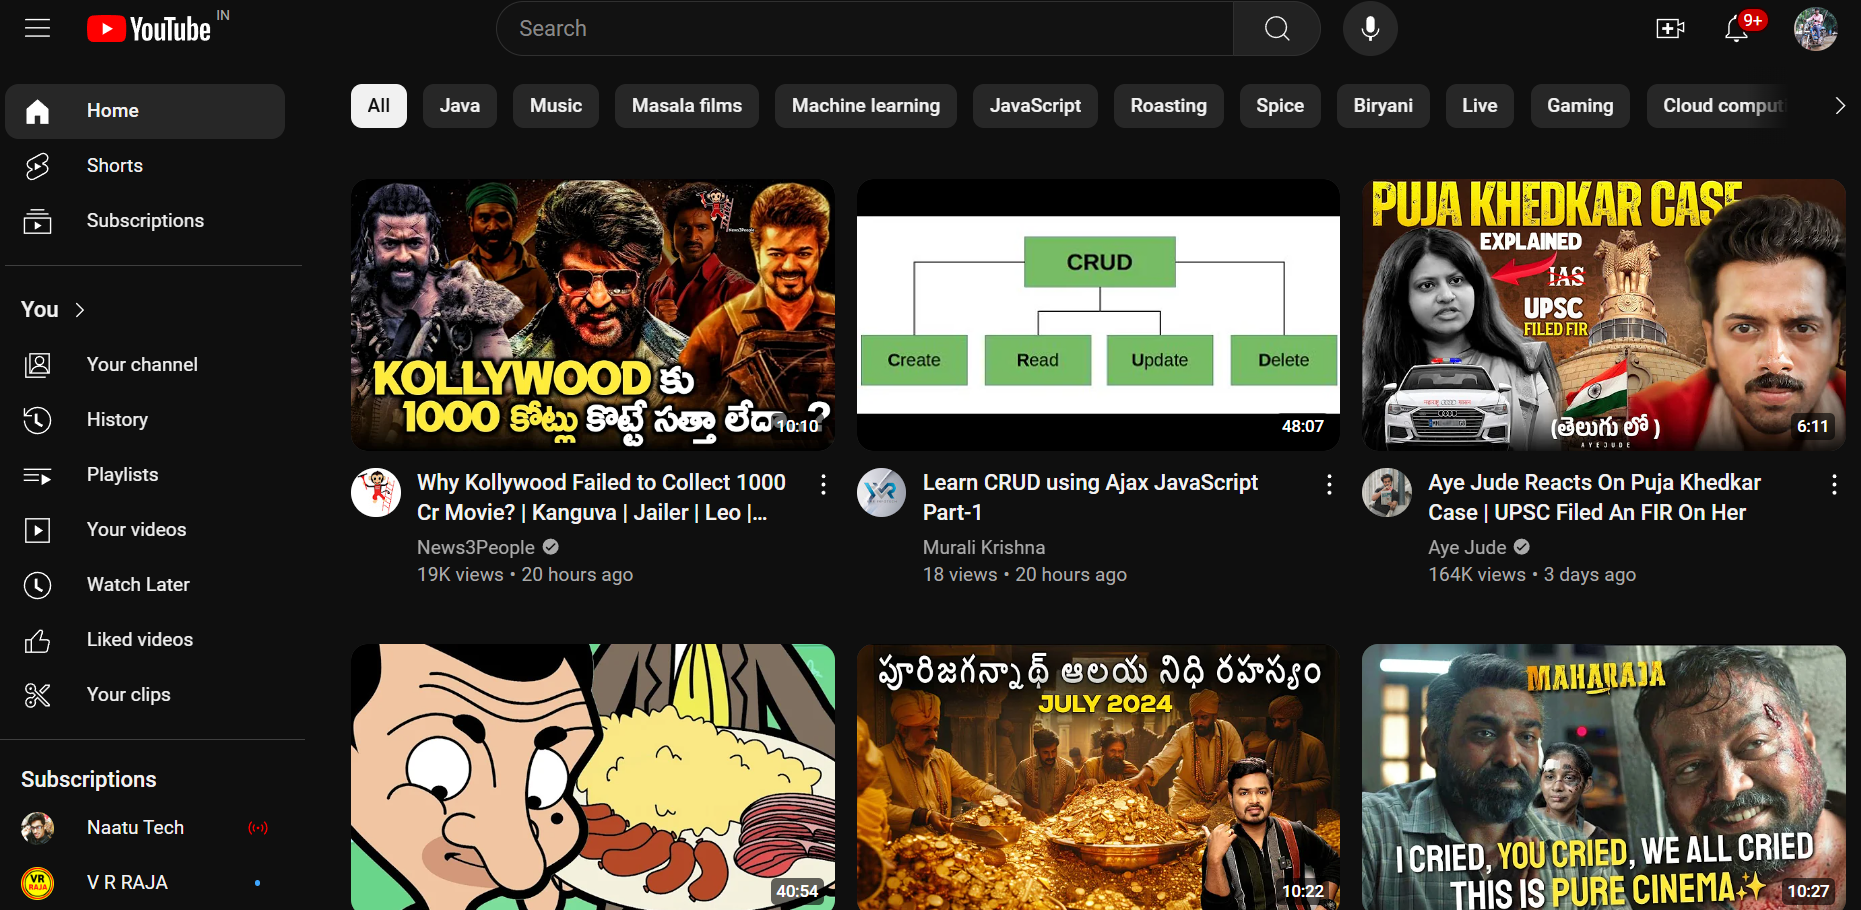 YouTube IN
Search
9+
Home
Shorts
Subscriptions
You
Your channel
History
Playlists
Your videos
Watch Later
Liked videos
Your clips
Subscriptions
Naatu Tech
V R RAJA
All
Java
Music
Masala films
Machine learning
JavaScript
Roasting
Spice
Biryani
Live
Gaming
Cloud comput
News3People
KOLLYWOOD కు
1000 కోట్లు కొట్టే సత్తా లేదా..?
10:10
Why Kollywood Failed to Collect 1000
Cr Movie? | Kanguva | Jailer | Leo |...
News3People
19K views • 20 hours ago
CRUD
Create
Read
Update
Delete
48:07
Learn CRUD using Ajax JavaScript
Part-1
Murali Krishna
18 views • 20 hours ago
PUJA KHEDKAR CASE
EXPLAINED
IAS
UPSC
FILED FIR
(తెలుగు లో )
AYEJUDE
6:11
Aye Jude Reacts On Puja Khedkar
Case | UPSC Filed An FIR On Her
Aye Jude
164K views • 3 days ago
40:54
పూరిజగన్నాథ్ ఆలయ నిధి రహస్యం
JULY 2024
10:22
MAHARAJA
I CRIED, YOU CRIED, WE ALL CRIED
THIS IS PURE CINEMA✨
10:27
VR
RAJA